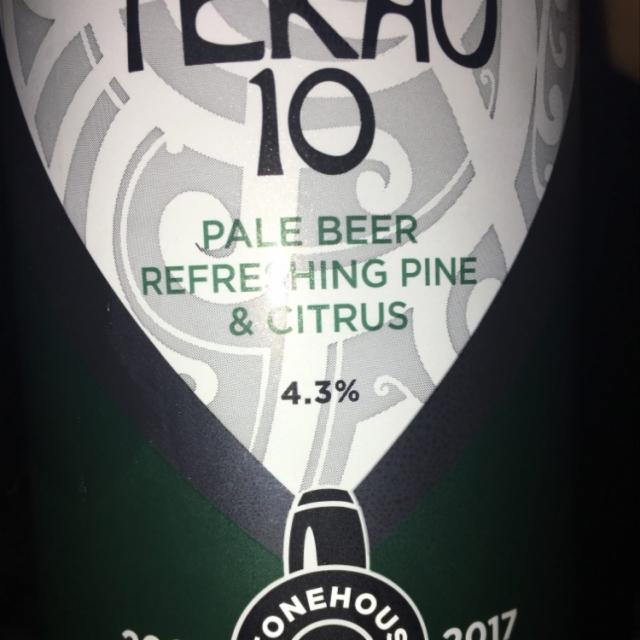 TEKAU
10
PALE BEER
REFRESHING PINE
& CITRUS
4.3%
2017